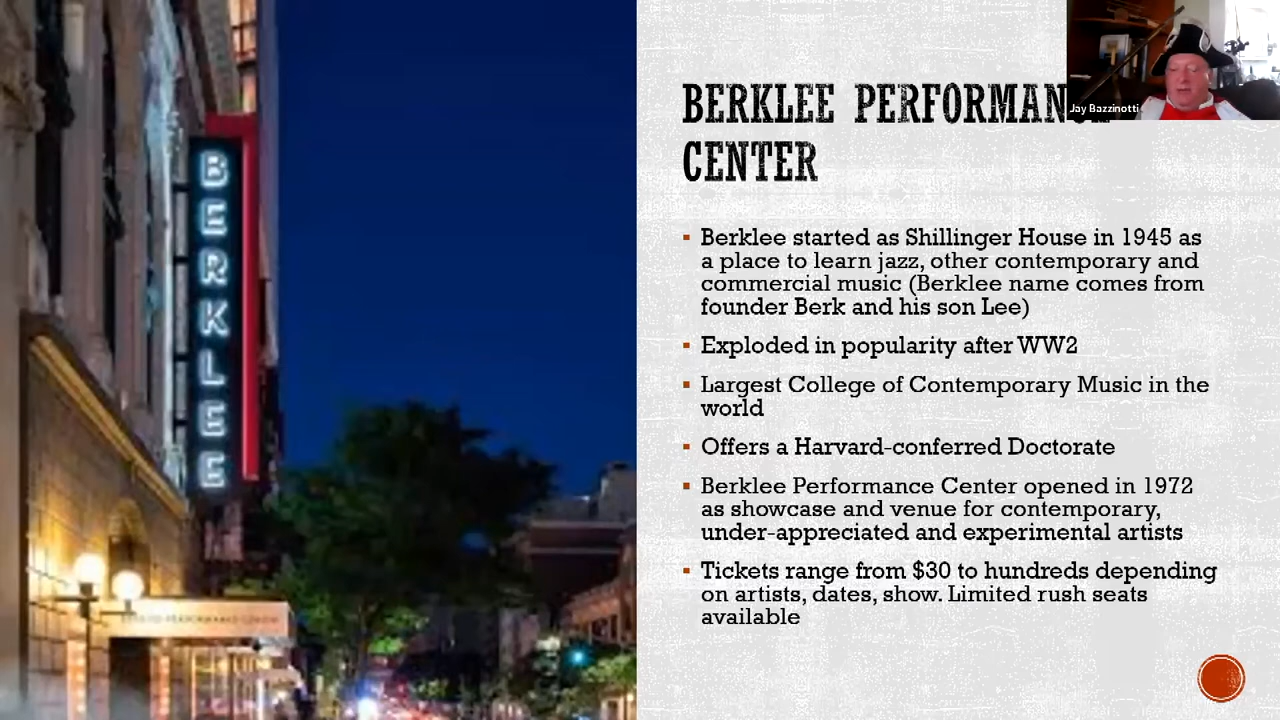 BERKLEE
BERKLEE PERFORMANCE
CENTER
Jay Bazzinotti
Berklee started as Shillinger House in 1945 as
a place to learn jazz, other contemporary and
commercial music (Berklee name comes from
founder Berk and his son Lee)
Exploded in popularity after WW2
Largest College of Contemporary Music in the
world
Offers a Harvard-conferred Doctorate
Berklee Performance Center opened in 1972
as showcase and venue for contemporary,
under-appreciated and experimental artists
Tickets range from $30 to hundreds depending
on artists, dates, show. Limited rush seats
available